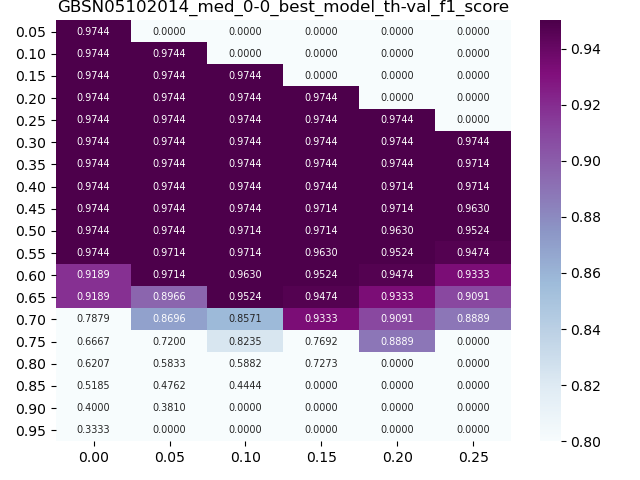 GBSN05102014_med_0-0_best_model_th-val_f1_score
0.05 0.9744 0.0000 0.0000 0.0000 0.0000 0.0000
0.10 0.9744 0.9744 0.0000 0.0000 0.0000 0.0000
0.15 0.9744 0.9744 0.9744 0.0000 0.0000 0.0000
0.20 0.9744 0.9744 0.9744 0.9744 0.0000 0.0000
0.25 0.9744 0.9744 0.9744 0.9744 0.9744 0.0000
0.30 0.9744 0.9744 0.9744 0.9744 0.9744 0.9744
0.35 0.9744 0.9744 0.9744 0.9744 0.9744 0.9714
0.40 0.9744 0.9744 0.9744 0.9744 0.9714 0.9714
0.45 0.9744 0.9744 0.9744 0.9714 0.9714 0.9630
0.50 0.9744 0.9744 0.9714 0.9714 0.9630 0.9524
0.55 0.9744 0.9714 0.9714 0.9630 0.9524 0.9474
0.60 0.9189 0.9714 0.9630 0.9524 0.9474 0.9333
0.65 0.9189 0.8966 0.9524 0.9474 0.9333 0.9091
0.70 0.7879 0.8696 0.8571 0.9333 0.9091 0.8889
0.75 0.6667 0.7200 0.8235 0.7692 0.8889 0.0000
0.80 0.6207 0.5833 0.5882 0.7273 0.0000 0.0000
0.85 0.5185 0.4762 0.4444 0.0000 0.0000 0.0000
0.90 0.4000 0.3810 0.0000 0.0000 0.0000 0.0000
0.95 0.3333 0.0000 0.0000 0.0000 0.0000 0.0000
0.00 0.05 0.10 0.15 0.20 0.25
0.94
0.92
0.90
0.88
0.86
0.84
0.82
0.80